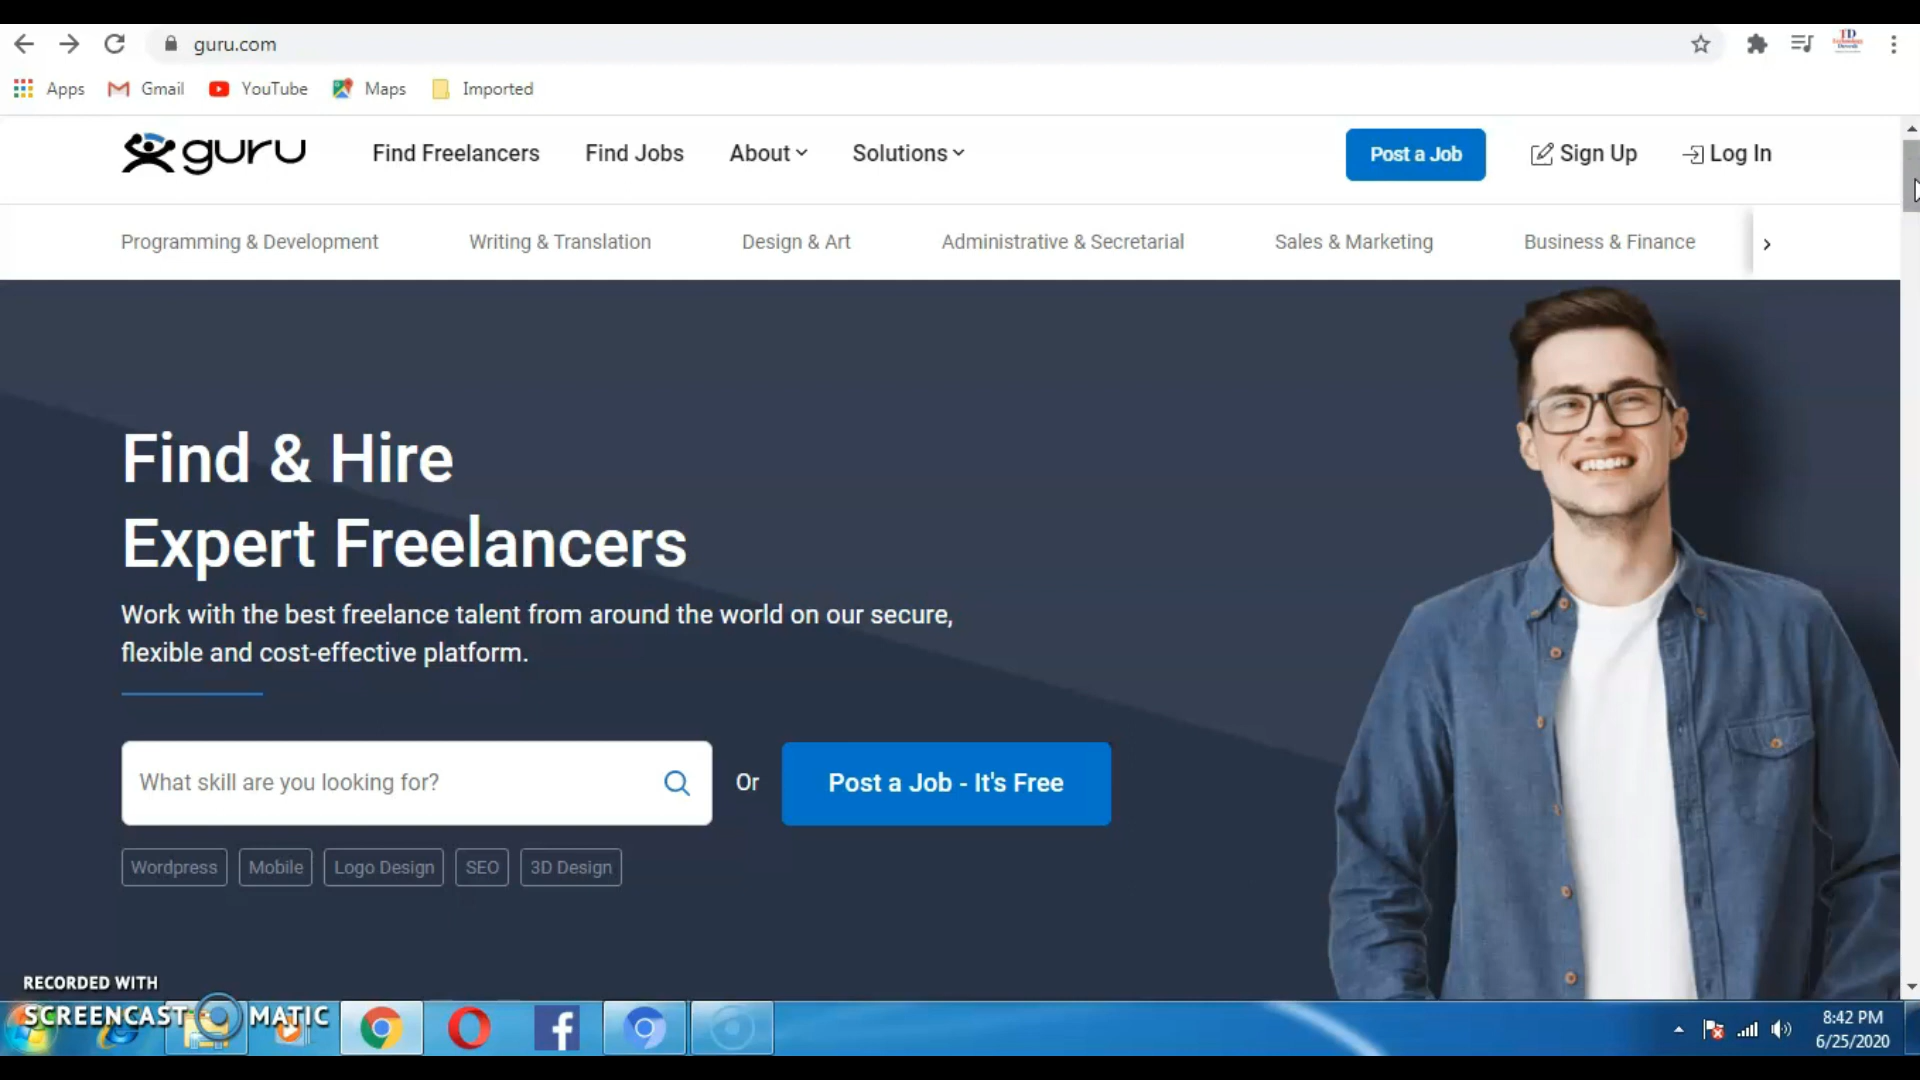 guru.com
Apps Gmail YouTube Maps Imported
guru Find Freelancers Find Jobs About Solutions Post a Job Sign Up Log In
Programming & Development Writing & Translation Design & Art Administrative & Secretarial Sales & Marketing Business & Finance
Find & Hire
Expert Freelancers
Work with the best freelance talent from around the world on our secure,
flexible and cost-effective platform.
What skill are you looking for? Or Post a Job - It's Free
Wordpress Mobile Logo Design SEO 3D Design
RECORDED WITH
SCREENCAST MATIC
8:42 PM
6/25/2020